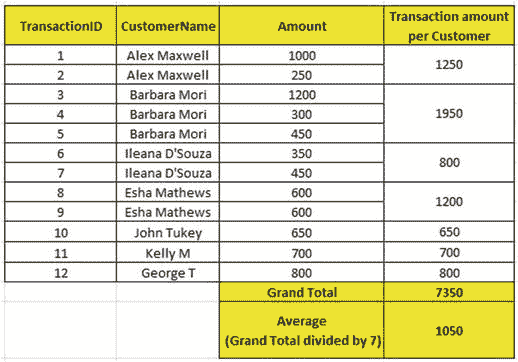 TransactionID CustomerName Amount Transaction amount
per Customer
1 Alex Maxwell 1000 1250
2 Alex Maxwell 250
3 Barbara Mori 1200 1950
4 Barbara Mori 300
5 Barbara Mori 450
6 Ileana D'Souza 350 800
7 Ileana D'Souza 450
8 Esha Mathews 600 1200
9 Esha Mathews 600
10 John Tukey 650 650
11 Kelly M 700 700
12 George T 800 800
Grand Total 7350
Average
(Grand Total divided by 7) 1050